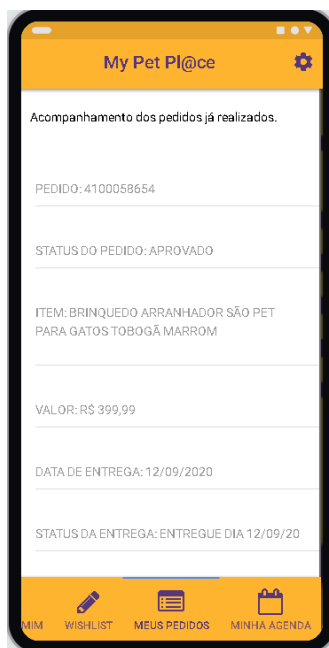 My Pet Pl@ce
Acompanhamento dos pedidos já realizados.
PEDIDO: 4100058654
STATUS DO PEDIDO: APROVADO
ITEM: BRINQUEDO ARRANHADOR SÃO PET
PARA GATOS TOBOGÃ MARROM
VALOR: R$ 399,99
DATA DE ENTREGA: 12/09/2020
STATUS DA ENTREGA: ENTREGUE DIA 12/09/20
MIM WISHLIST MEUS PEDIDOS MINHA AGENDA